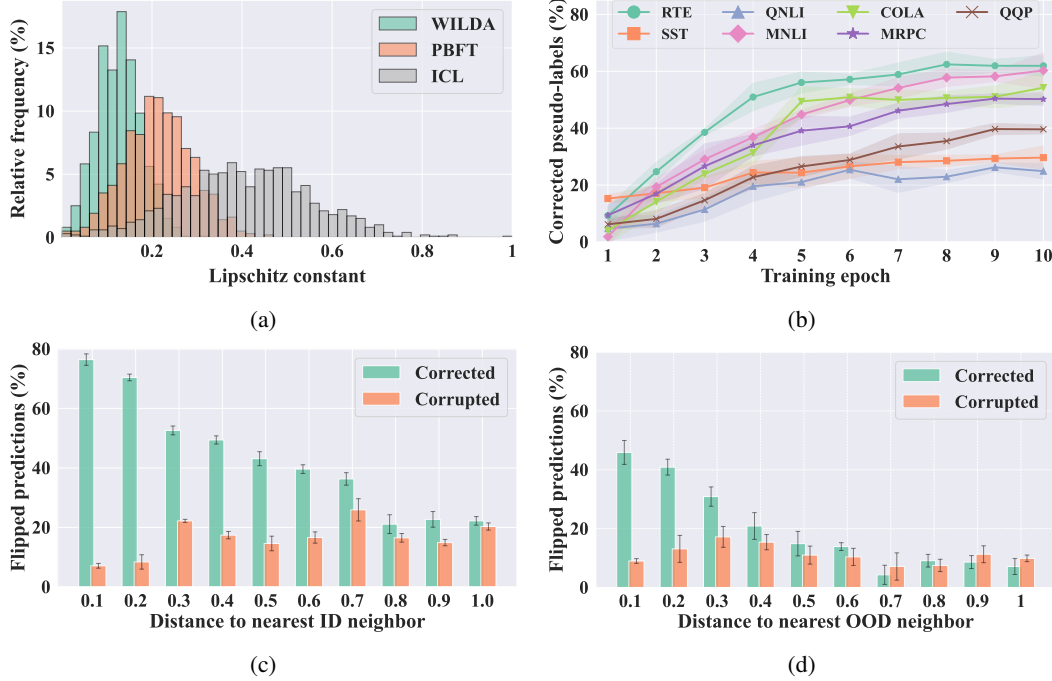 WILDA
PBFT
ICL
Relative frequency (%)
15
10
5
0
0.2
0.4
0.6
0.8
1
Lipschitz constant
(a)
RTE
QNLI
COLA
QQP
SST
MNLI
MRPC
Corrected pseudo-labels (%)
80
60
40
20
0
1
2
3
4
5
6
7
8
9
10
Training epoch
(b)
Corrected
Corrupted
Flipped predictions (%)
80
60
40
20
0
0.1
0.2
0.3
0.4
0.5
0.6
0.7
0.8
0.9
1.0
Distance to nearest ID neighbor
(c)
Corrected
Corrupted
Flipped predictions (%)
80
60
40
20
0
0.1
0.2
0.3
0.4
0.5
0.6
0.7
0.8
0.9
1
Distance to nearest OOD neighbor
(d)